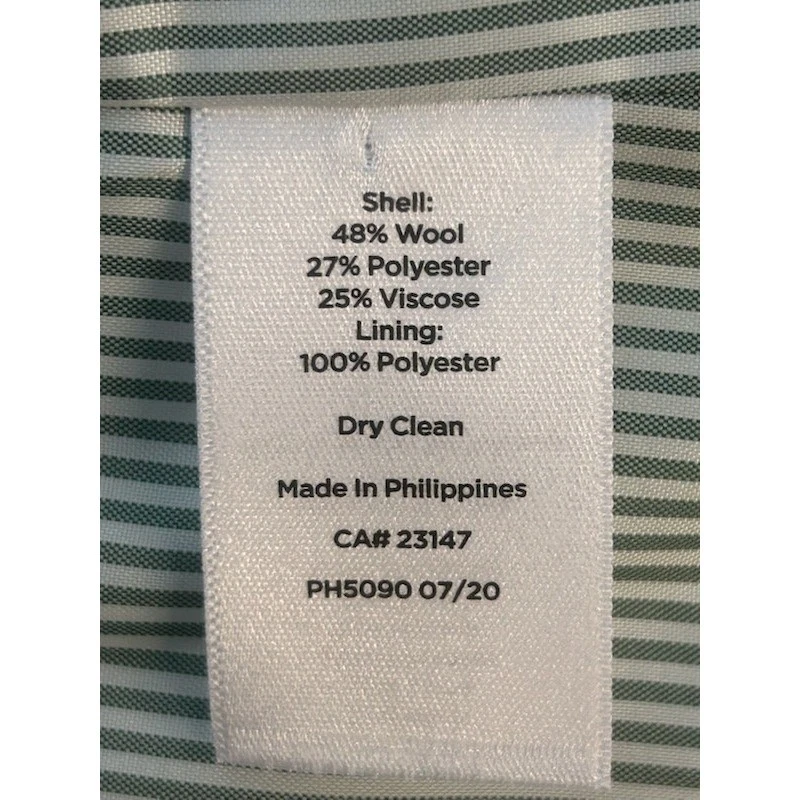 Shell:
48% Wool
27% Polyester
25% Viscose
Lining:
100% Polyester
Dry Clean
Made In Philippines
CA# 23147
PH5090 07/20